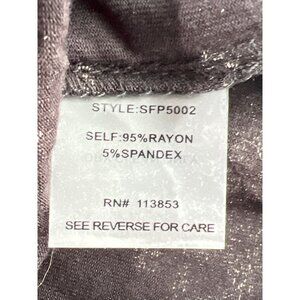 STYLE:SFP5002
SELF:95%RAYON
5%SPANDEX
RN# 113853
SEE REVERSE FOR CARE